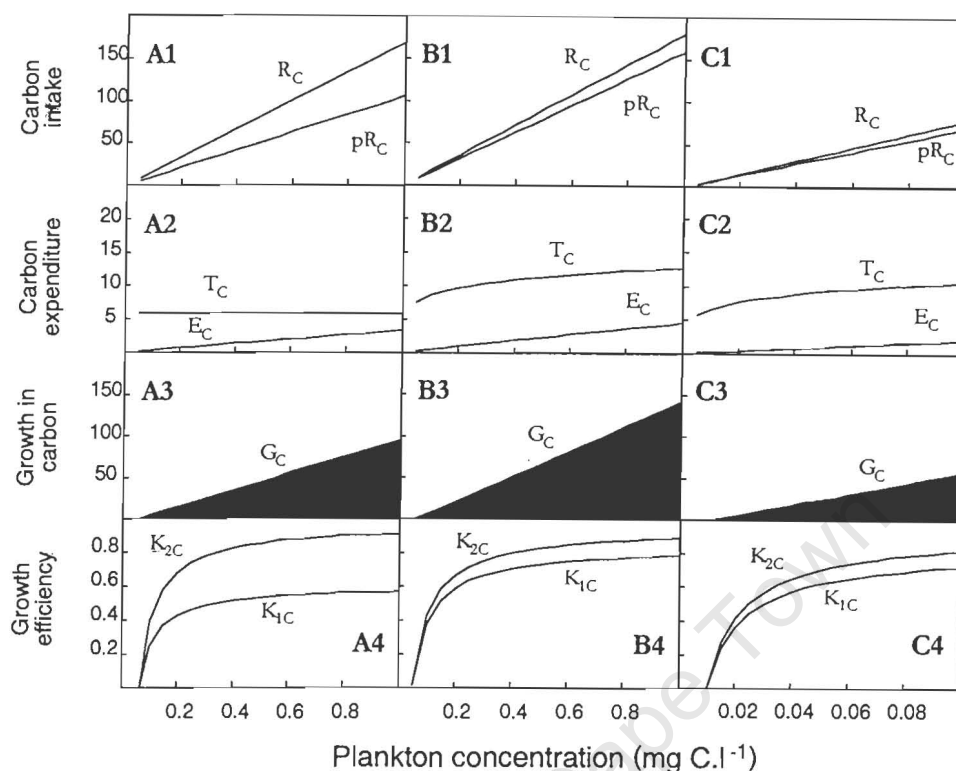 Carbon intake
150
100
50
A1
R_C
pR_C
B1
R_C
pR_C
C1
R_C
pR_C
Carbon expenditure
20
15
10
5
A2
T_C
E_C
B2
T_C
E_C
C2
T_C
E_C
Growth in carbon
150
100
50
A3
G_C
B3
G_C
C3
G_C
Growth efficiency
0.8
0.6
0.4
0.2
K_2C
K_1C
A4
K_2C
K_1C
B4
K_2C
K_1C
C4
0.2 0.4 0.6 0.8
0.2 0.4 0.6 0.8
0.02 0.04 0.06 0.08
Plankton concentration (mg C.l⁻¹)
ape Town